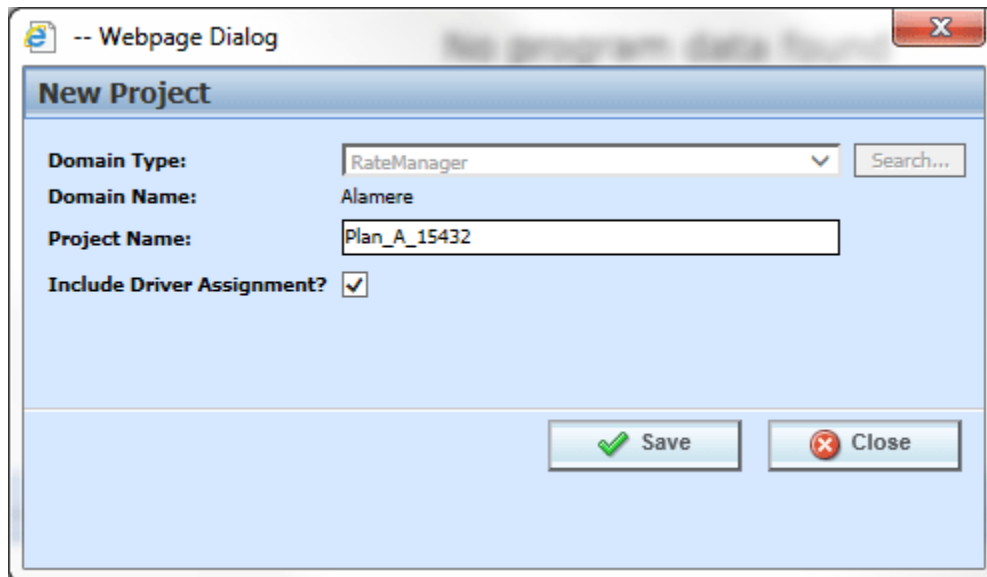 -- Webpage Dialog
No program data found
New Project
Domain Type: RateManager Search...
Domain Name: Alamere
Project Name: Plan_A_15432
Include Driver Assignment?
Save Close